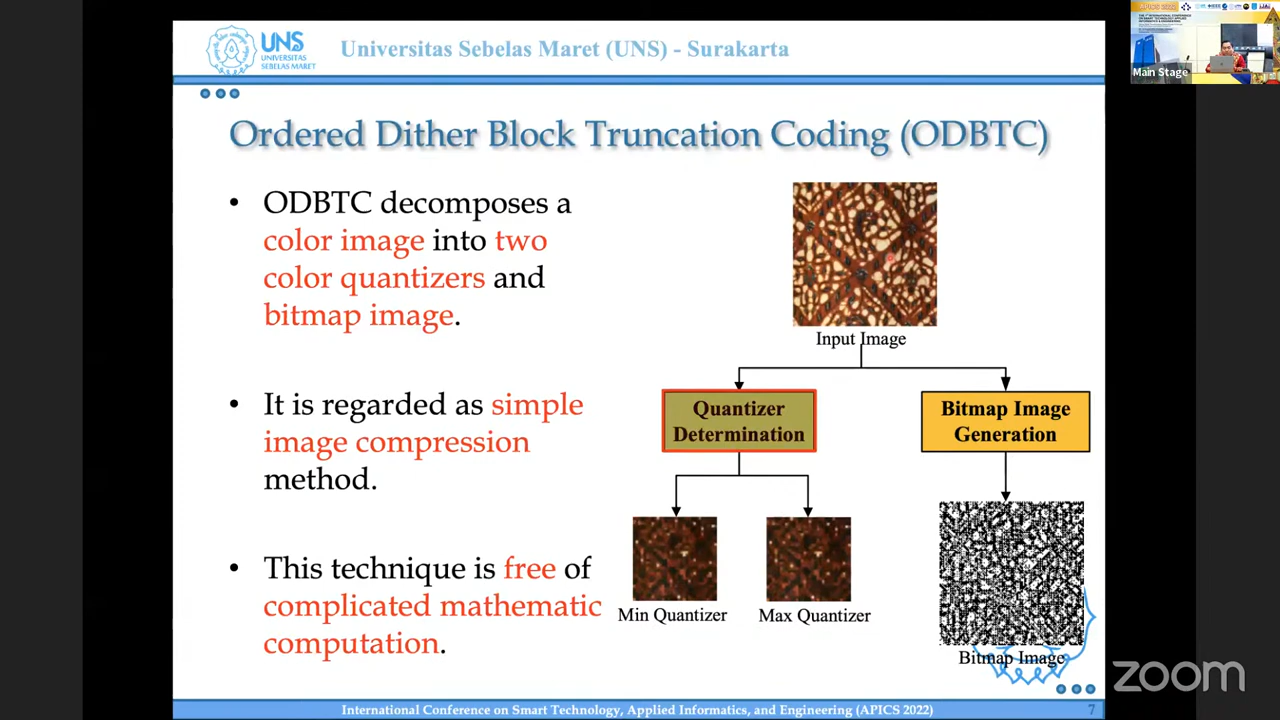 UNS
UNIVERSITAS
SEBELAS MARET
Universitas Sebelas Maret (UNS) - Surakarta
Main Stage
Ordered Dither Block Truncation Coding (ODBTC)
• ODBTC decomposes a
color image into two
color quantizers and
bitmap image.
• It is regarded as simple
image compression
method.
• This technique is free of
complicated mathematic
computation.
Input Image
Quantizer
Determination
Bitmap Image
Generation
Min Quantizer
Max Quantizer
Bitmap Image
International Conference on Smart Technology, Applied Informatics, and Engineering (APICS 2022)
7
zoom